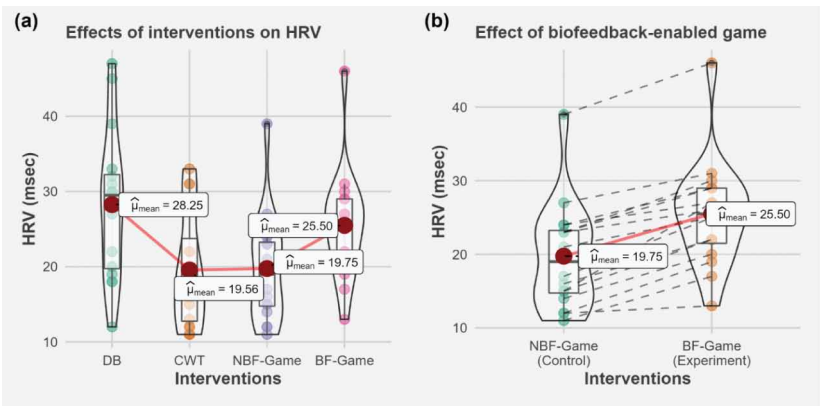 (a)
Effects of interventions on HRV
HRV (msec)
40
30
20
10
μ̂mean = 28.25
μ̂mean = 19.56
μ̂mean = 25.50
μ̂mean = 19.75
DB
CWT
NBF-Game
BF-Game
Interventions
(b)
Effect of biofeedback-enabled game
HRV (msec)
40
30
20
10
μ̂mean = 19.75
μ̂mean = 25.50
NBF-Game
(Control)
BF-Game
(Experiment)
Interventions